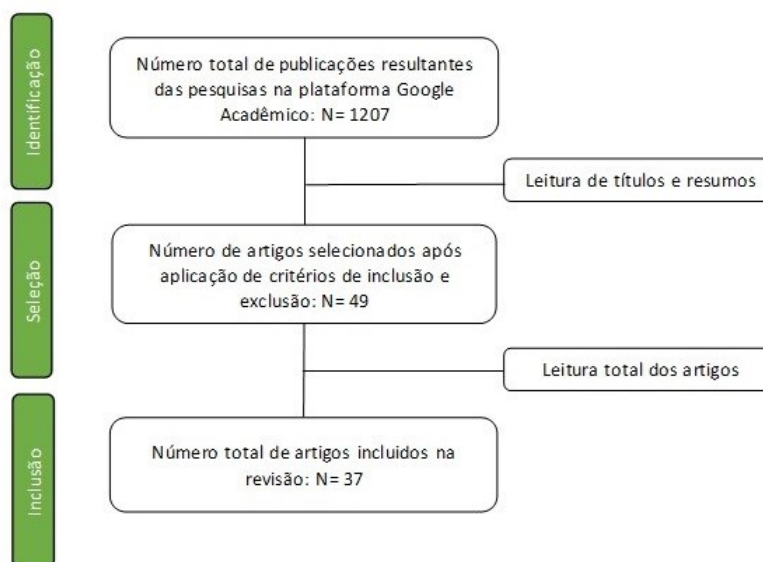 Identificação
Número total de publicações resultantes
das pesquisas na plataforma Google
Acadêmico: N= 1207
Leitura de títulos e resumos
Seleção
Número de artigos selecionados após
aplicação de critérios de inclusão e
exclusão: N= 49
Leitura total dos artigos
Inclusão
Número total de artigos incluidos na
revisão: N= 37